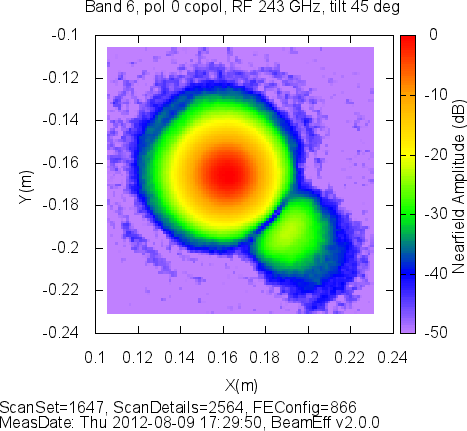 Band 6, pol 0 copol, RF 243 GHz, tilt 45 deg
-0.1
-0.12
-0.14
-0.16
-0.18
-0.2
-0.22
-0.24
Y(m)
0.1 0.12 0.14 0.16 0.18 0.2 0.22 0.24
X(m)
0
-10
-20
-30
-40
-50
Nearfield Amplitude (dB)
ScanSet=1647, ScanDetails=2564, FEConfig=866
MeasDate: Thu 2012-08-09 17:29:50, BeamEff v2.0.0